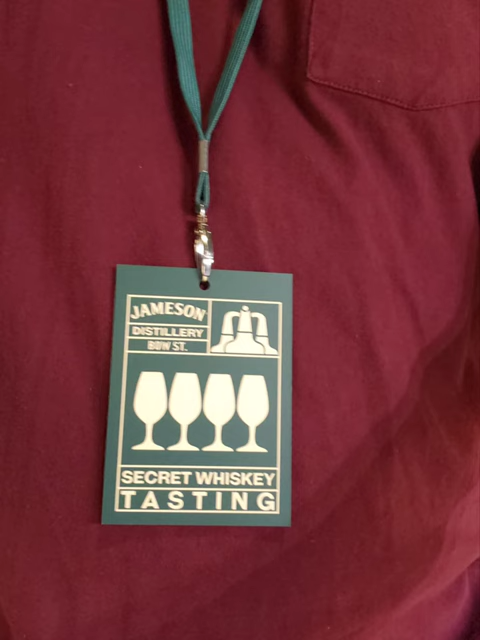 JAMESON
DISTILLERY
BOW ST.
SECRET WHISKEY
TASTING